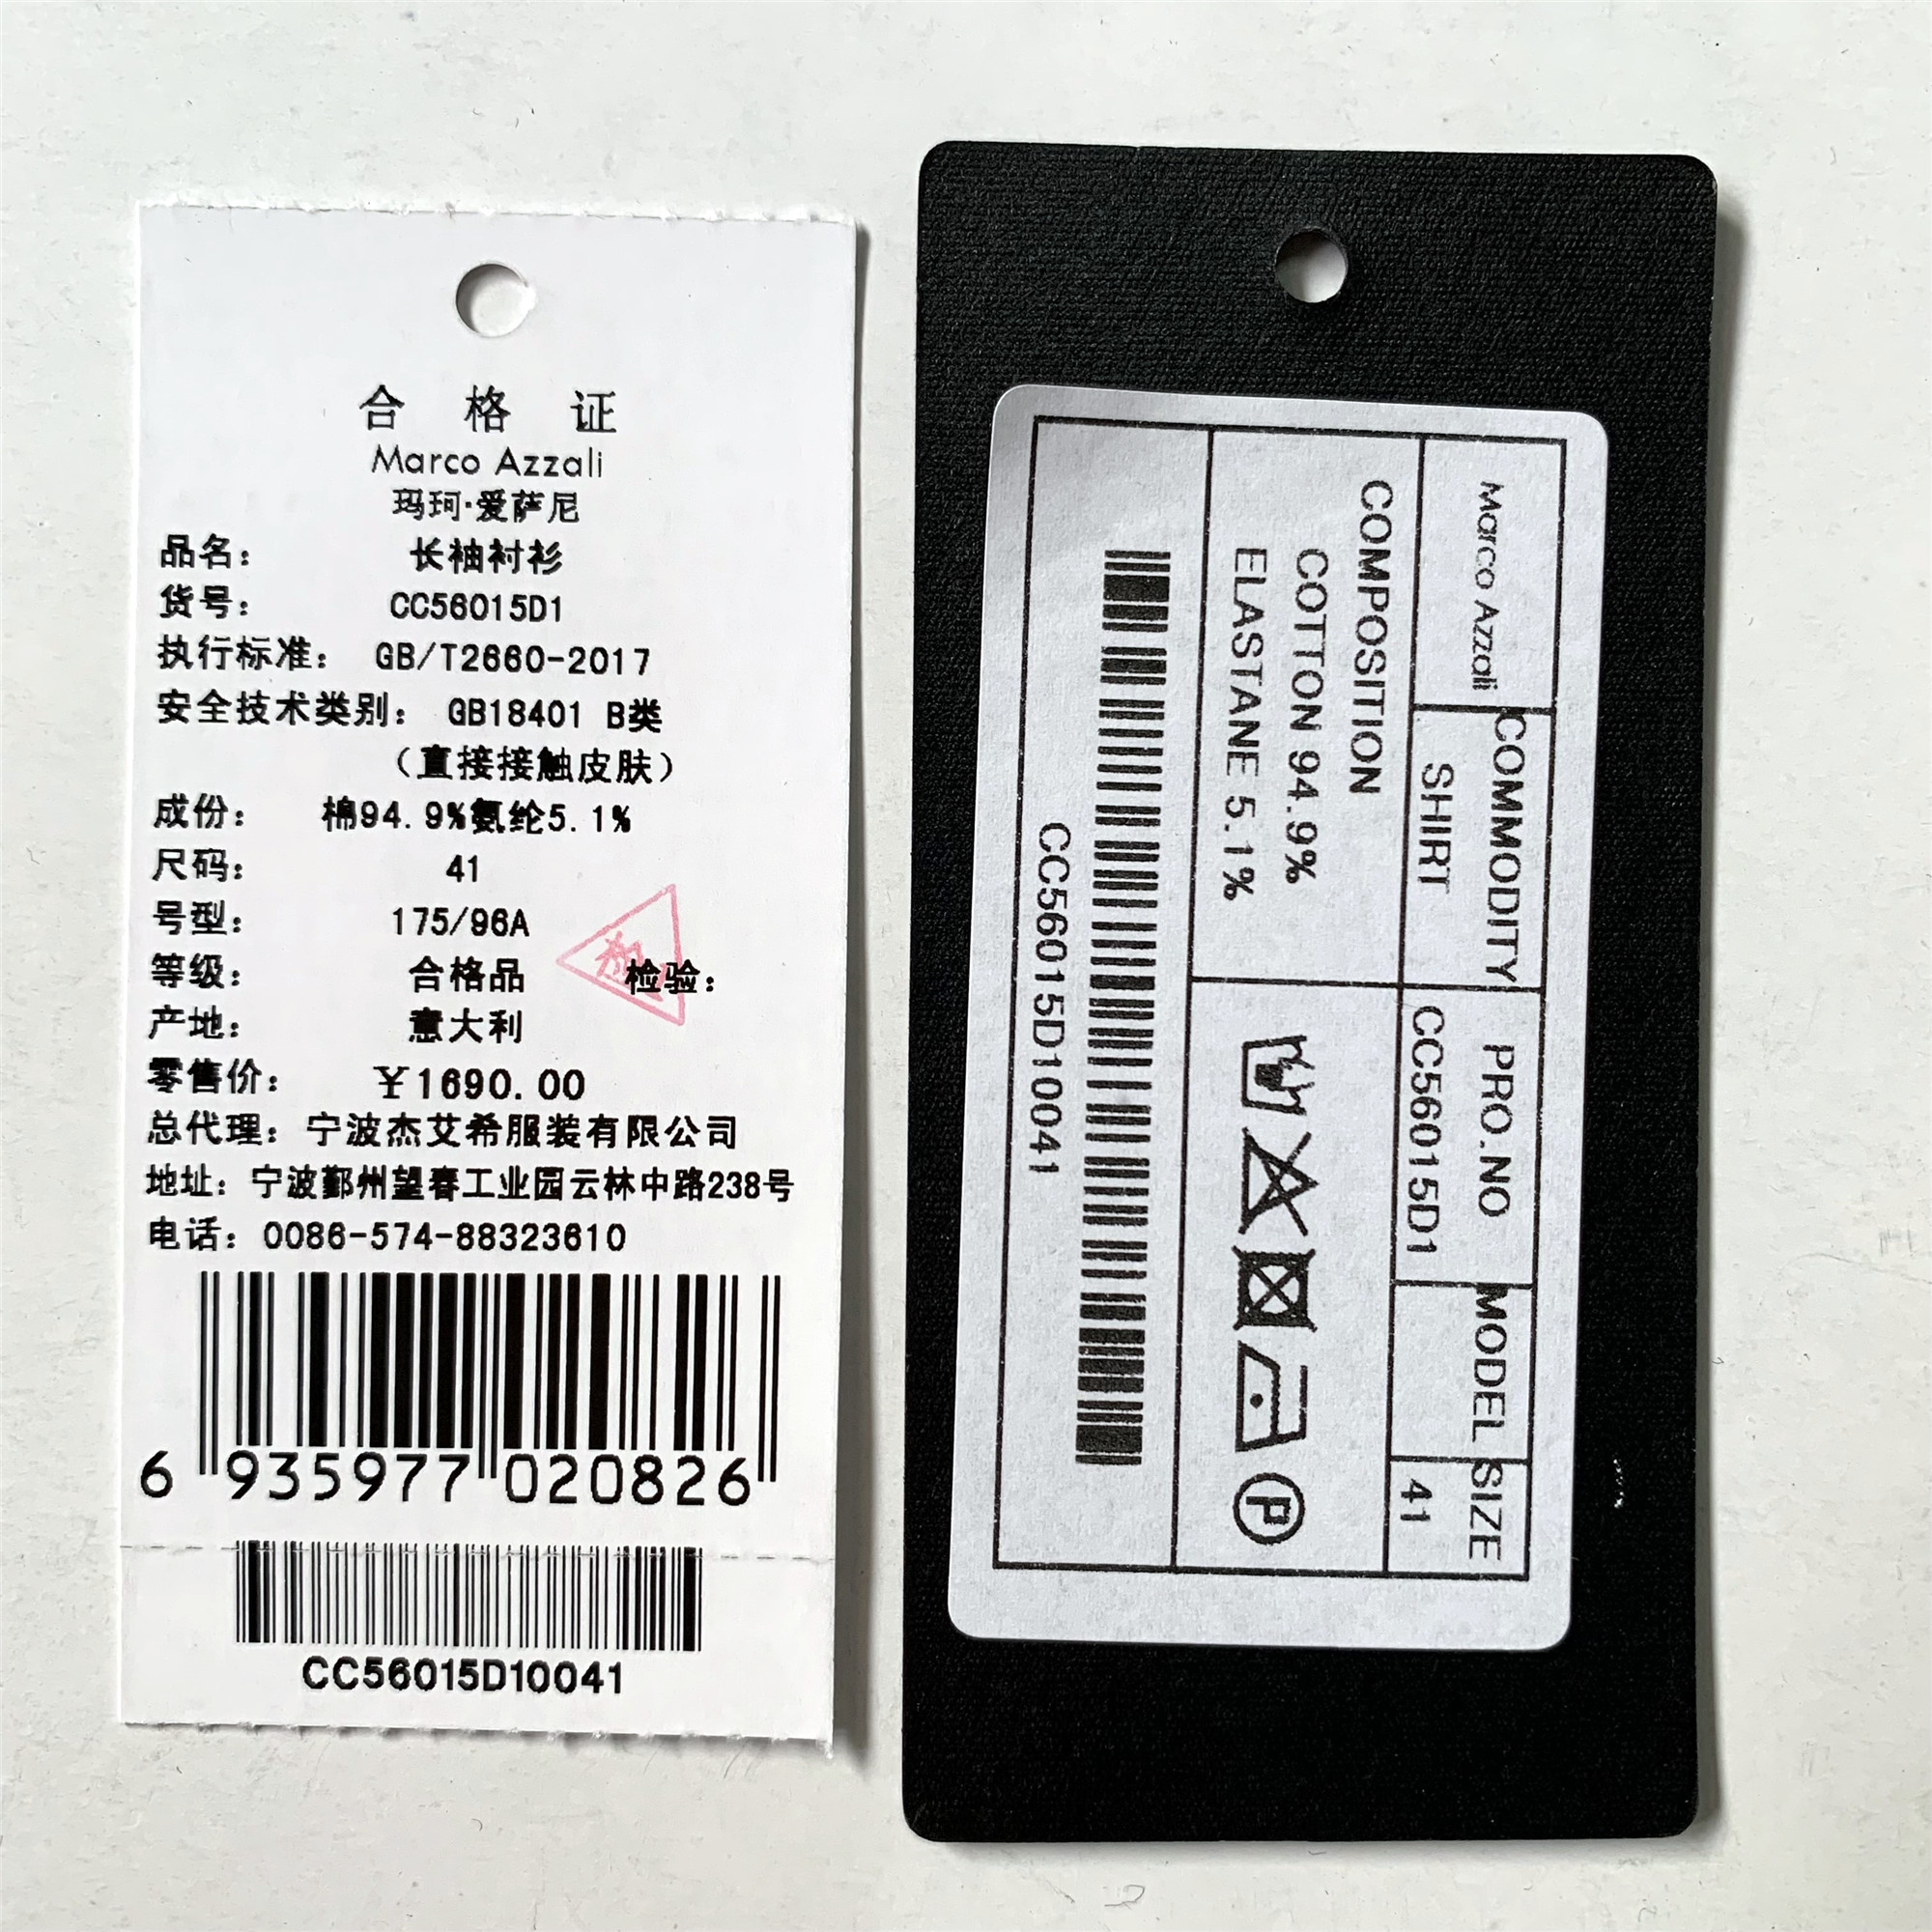 合 格 证
Marco Azzali
玛珂·爱萨尼
品名： 长袖衬衫
货号： CC56015D1
执行标准： GB/T2660-2017
安全技术类别： GB18401 B类
（直接接触皮肤）
成份： 棉94.9%氨纶5.1%
尺码： 41
号型： 175/96A
等级： 合格品 检验：
产地： 意大利
零售价： ￥1690.00
总代理：宁波杰艾希服装有限公司
地址：宁波鄞州望春工业园云林中路238号
电话：0086-574-88323610
6 935977 020826
CC56015D10041
Marco Azzali
COMMODITY
SHIRT
PRO.NO
CC56015D1
MODEL
SIZE
41
COMPOSITION
COTTON 94.9%
ELASTANE 5.1%
P
CC56015D10041